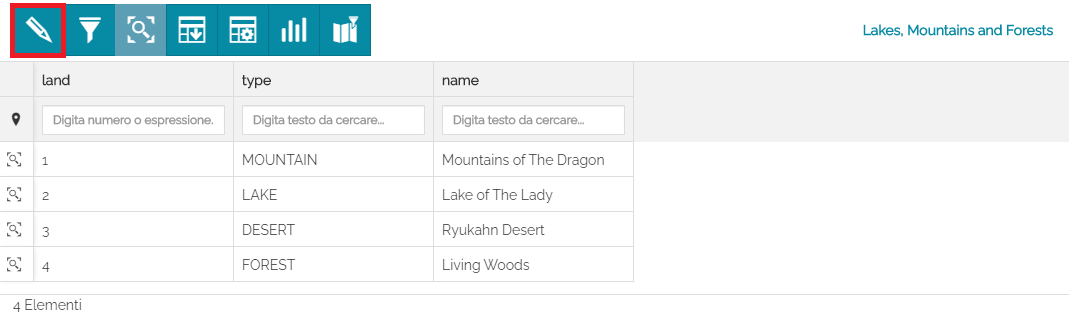 Lakes, Mountains and Forests
land type name
Digita numero o espressione. Digita testo da cercare... Digita testo da cercare...
1 MOUNTAIN Mountains of The Dragon
2 LAKE Lake of The Lady
3 DESERT Ryukahn Desert
4 FOREST Living Woods
4 Elementi